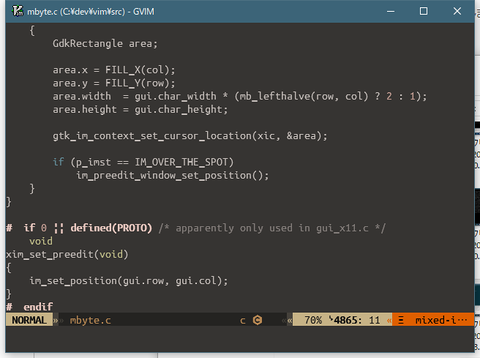 mbyte.c (C:¥dev¥vim¥src) - GVIM
    {
        GdkRectangle area;

        area.x = FILL_X(col);
        area.y = FILL_Y(row);
        area.width  = gui.char_width * (mb_lefthalve(row, col) ? 2 : 1);
        area.height = gui.char_height;

        gtk_im_context_set_cursor_location(xic, &area);

        if (p_imst == IM_OVER_THE_SPOT)
            im_preedit_window_set_position();
    }
}

#  if 0 || defined(PROTO) /* apparently only used in gui_x11.c */
    void
xim_set_preedit(void)
{
    im_set_position(gui.row, gui.col);
}
#  endif
NORMAL » mbyte.c c « 70% 4865: 11 « Ξ mixed-i⋯